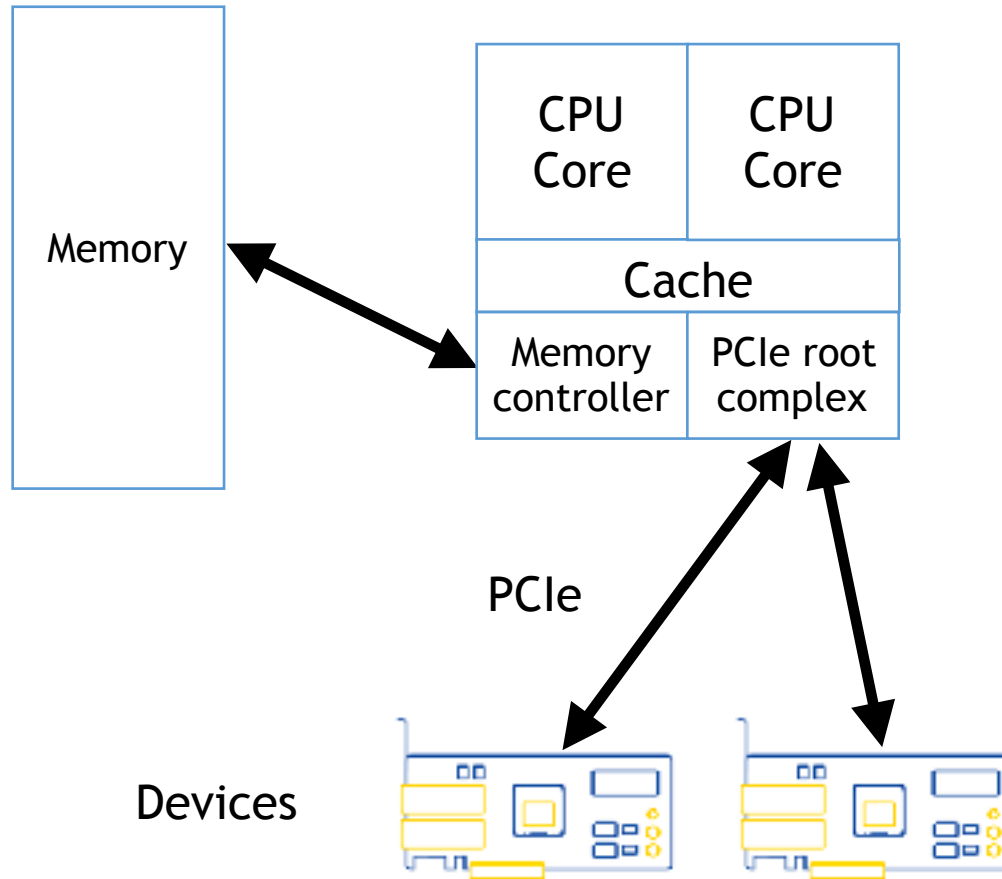 CPU
Core
CPU
Core
Memory
Cache
Memory
controller
PCIe root
complex
PCIe
Devices